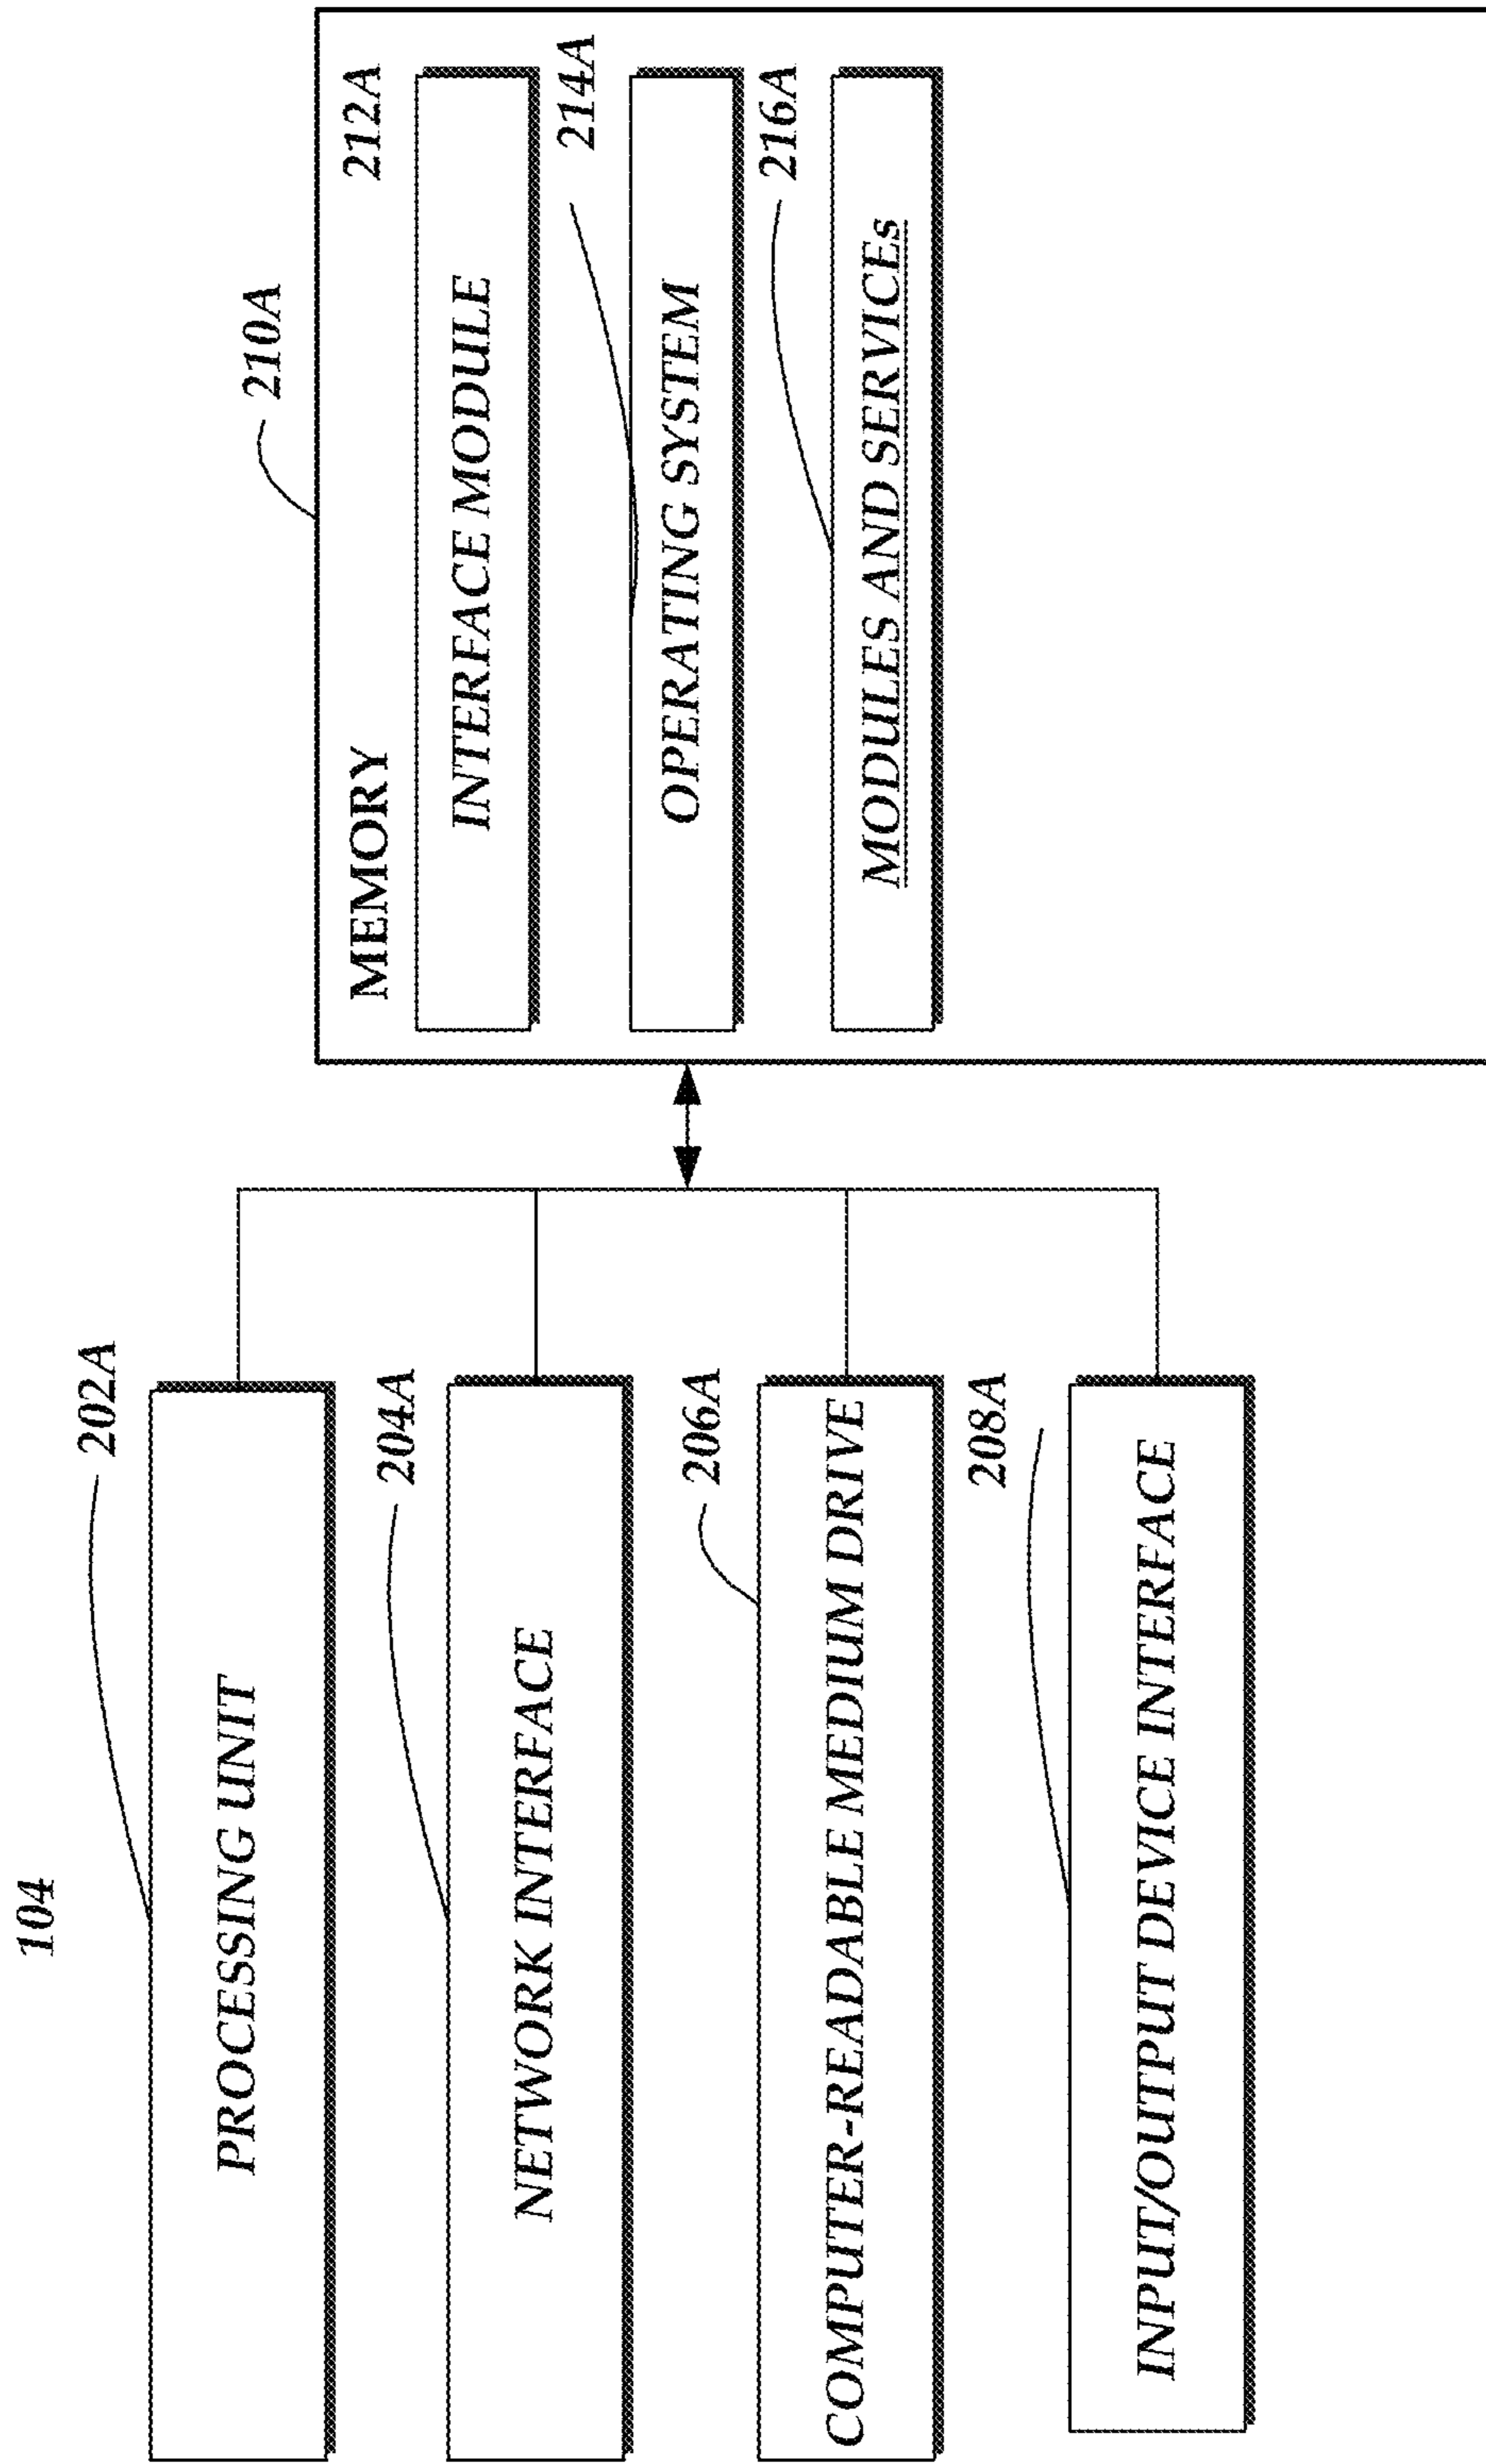 104
202A
PROCESSING UNIT
204A
NETWORK INTERFACE
206A
COMPUTER-READABLE MEDIUM DRIVE
208A
INPUT/OUTPUT DEVICE INTERFACE
210A
MEMORY
212A
INTERFACE MODULE
214A
OPERATING SYSTEM
216A
MODULES AND SERVICEs